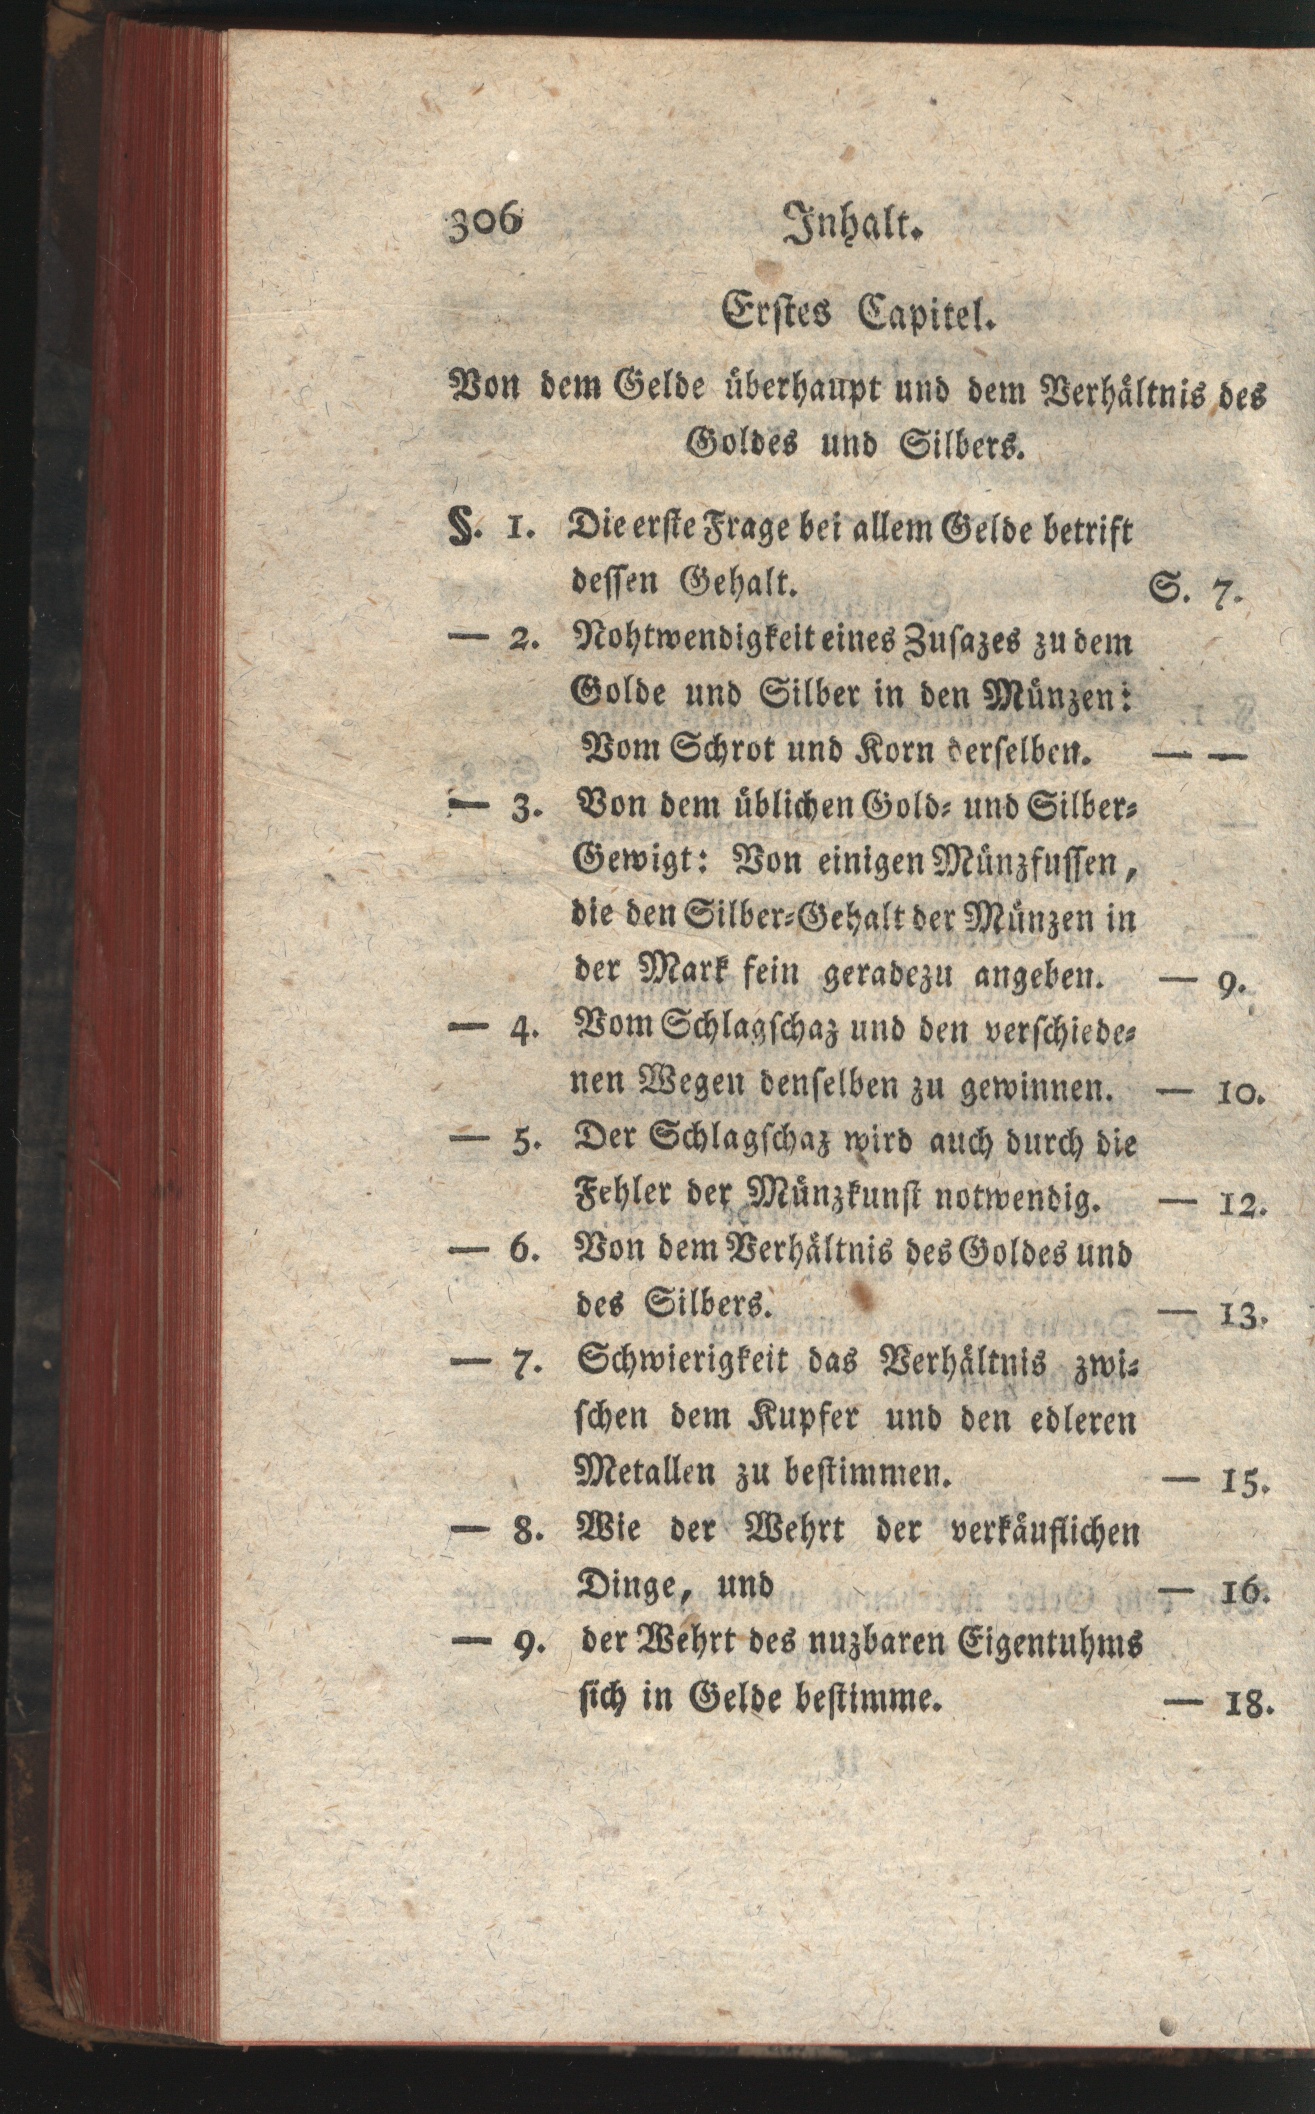 306 Inhalt.
Erſtes Capitel.
Von dem Gelde überhaupt und dem Verhältnis des
Goldes und Silbers.
§. 1. Die erſte Frage bei allem Gelde betrift
deſſen Gehalt. S. 7.
— 2. Nohtwendigkeit eines Zuſazes zu dem
Golde und Silber in den Münzen:
Vom Schrot und Korn derſelben. — —
— 3. Von dem üblichen Gold- und Silber-
Gewigt: Von einigen Münzfuſſen,
die den Silber-Gehalt der Münzen in
der Mark fein geradezu angeben. — 9.
— 4. Vom Schlagſchaz und den verſchiede-
nen Wegen denſelben zu gewinnen. — 10.
— 5. Der Schlagſchaz wird auch durch die
Fehler der Münzkunſt notwendig. — 12.
— 6. Von dem Verhältnis des Goldes und
des Silbers. — 13.
— 7. Schwierigkeit das Verhältnis zwi-
ſchen dem Kupfer und den edleren
Metallen zu beſtimmen. — 15.
— 8. Wie der Wehrt der verkäuflichen
Dinge, und — 16.
— 9. der Wehrt des nuzbaren Eigentuhms
ſich in Gelde beſtimme. — 18.